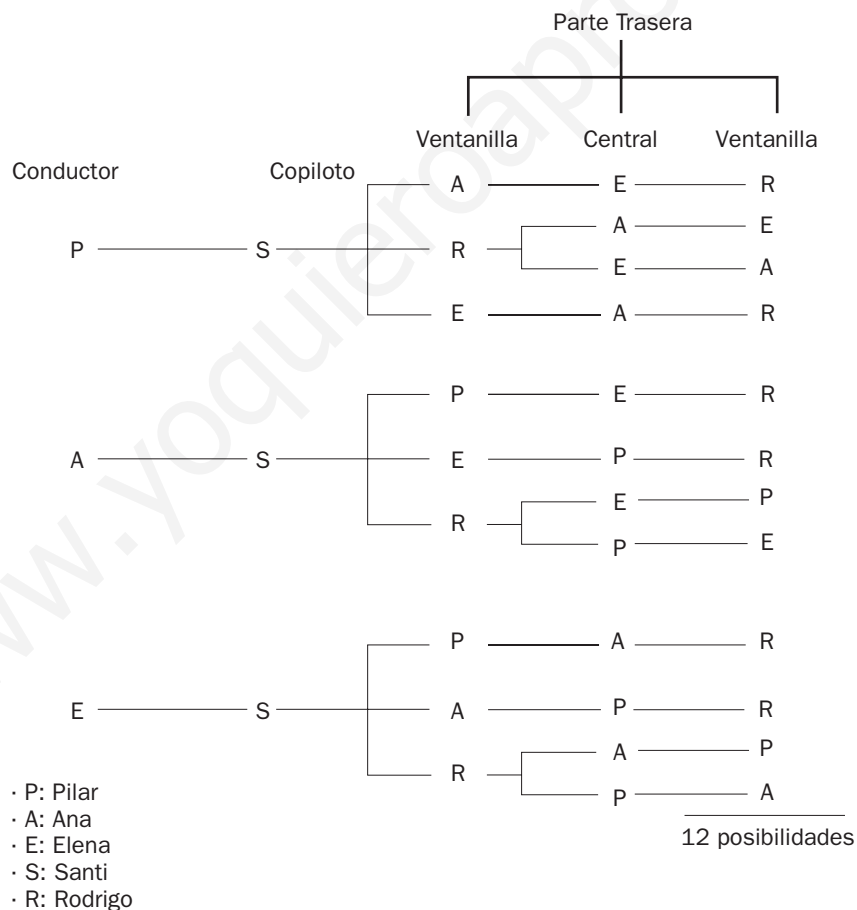 Parte Trasera
Ventanilla Central Ventanilla
Conductor Copiloto
A E R
A E
P S R
E A
E A R
P E R
A S E P R
E P
R
P E
P A R
E S A P R
A P
R
P A
12 posibilidades
· P: Pilar
· A: Ana
· E: Elena
· S: Santi
· R: Rodrigo